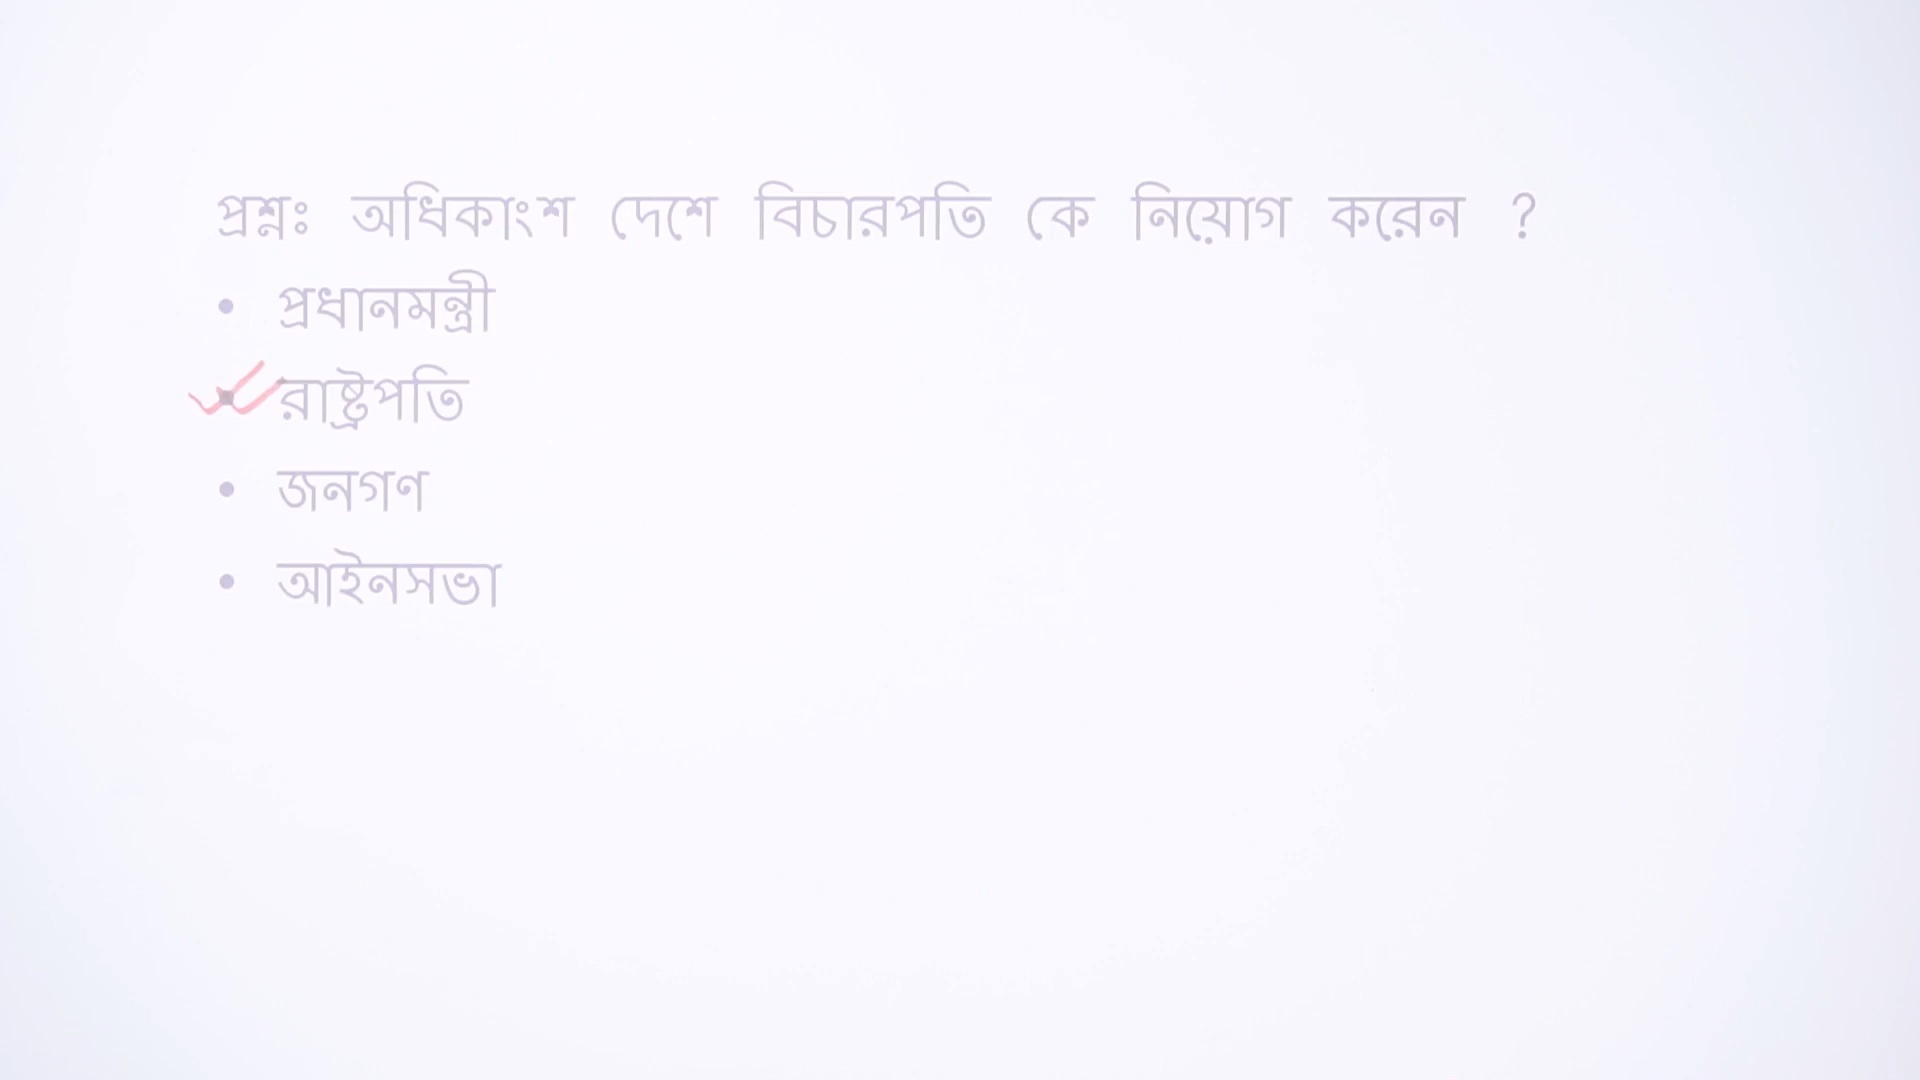 প্রশ্নঃ অধিকাংশ দেশে বিচারপতি কে নিয়োগ করেন ?
• প্রধানমন্ত্রী
• রাষ্ট্রপতি
• জনগণ
• আইনসভা